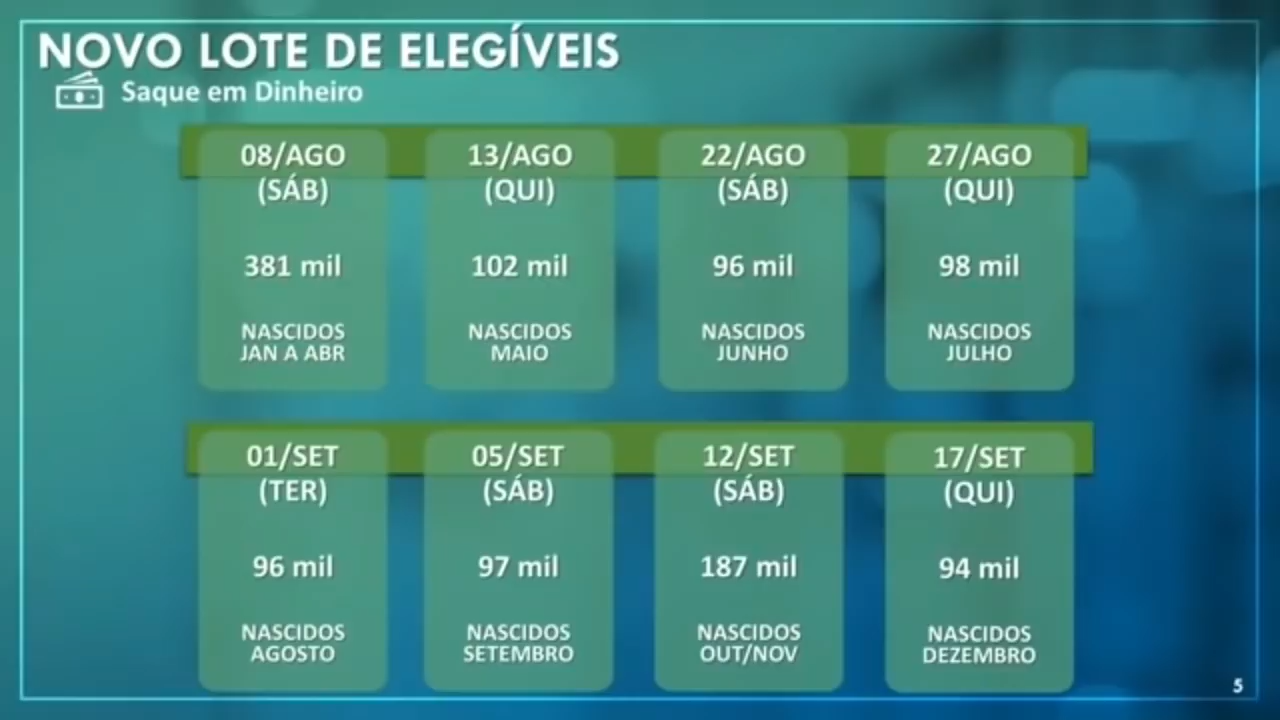 NOVO LOTE DE ELEGÍVEIS
Saque em Dinheiro
08/AGO
(SÁB)
381 mil
NASCIDOS
JAN A ABR
13/AGO
(QUI)
102 mil
NASCIDOS
MAIO
22/AGO
(SÁB)
96 mil
NASCIDOS
JUNHO
27/AGO
(QUI)
98 mil
NASCIDOS
JULHO
01/SET
(TER)
96 mil
NASCIDOS
AGOSTO
05/SET
(SÁB)
97 mil
NASCIDOS
SETEMBRO
12/SET
(SÁB)
187 mil
NASCIDOS
OUT/NOV
17/SET
(QUI)
94 mil
NASCIDOS
DEZEMBRO
5